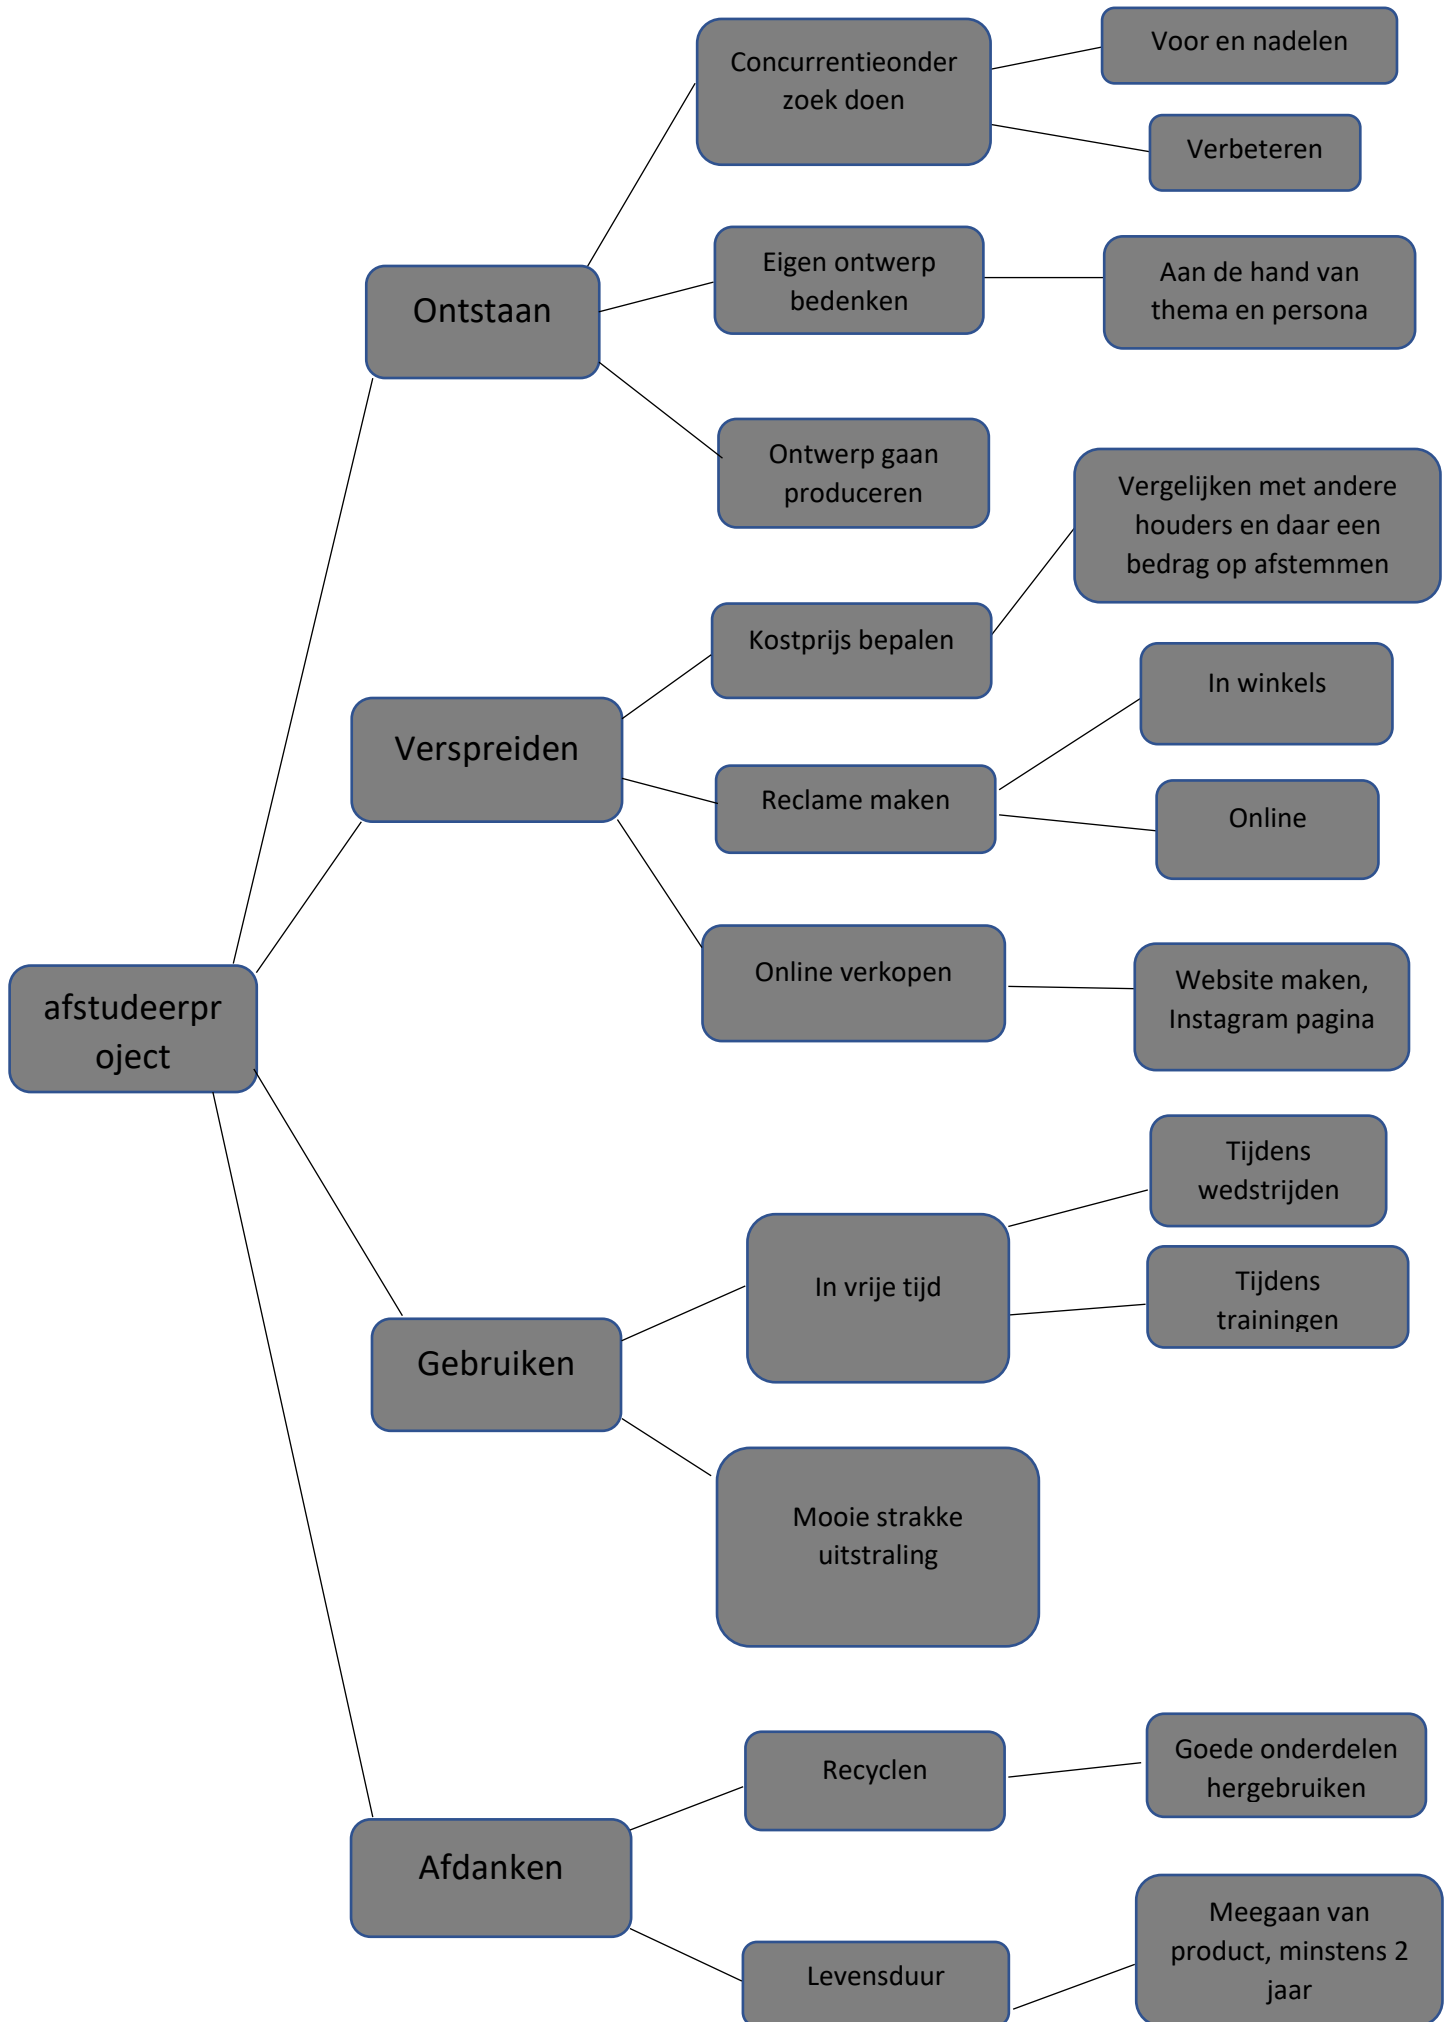 Concurrentieonder
zoek doen
Voor en nadelen
Verbeteren
Ontstaan
Eigen ontwerp
bedenken
Aan de hand van
thema en persona
Ontwerp gaan
produceren
Vergelijken met andere
houders en daar een
bedrag op afstemmen
Kostprijs bepalen
Verspreiden
In winkels
Reclame maken
Online
Online verkopen
Website maken,
Instagram pagina
afstudeerpr
oject
Tijdens
wedstrijden
In vrije tijd
Tijdens
trainingen
Gebruiken
Mooie strakke
uitstraling
Recyclen
Goede onderdelen
hergebruiken
Afdanken
Levensduur
Meegaan van
product, minstens 2
jaar